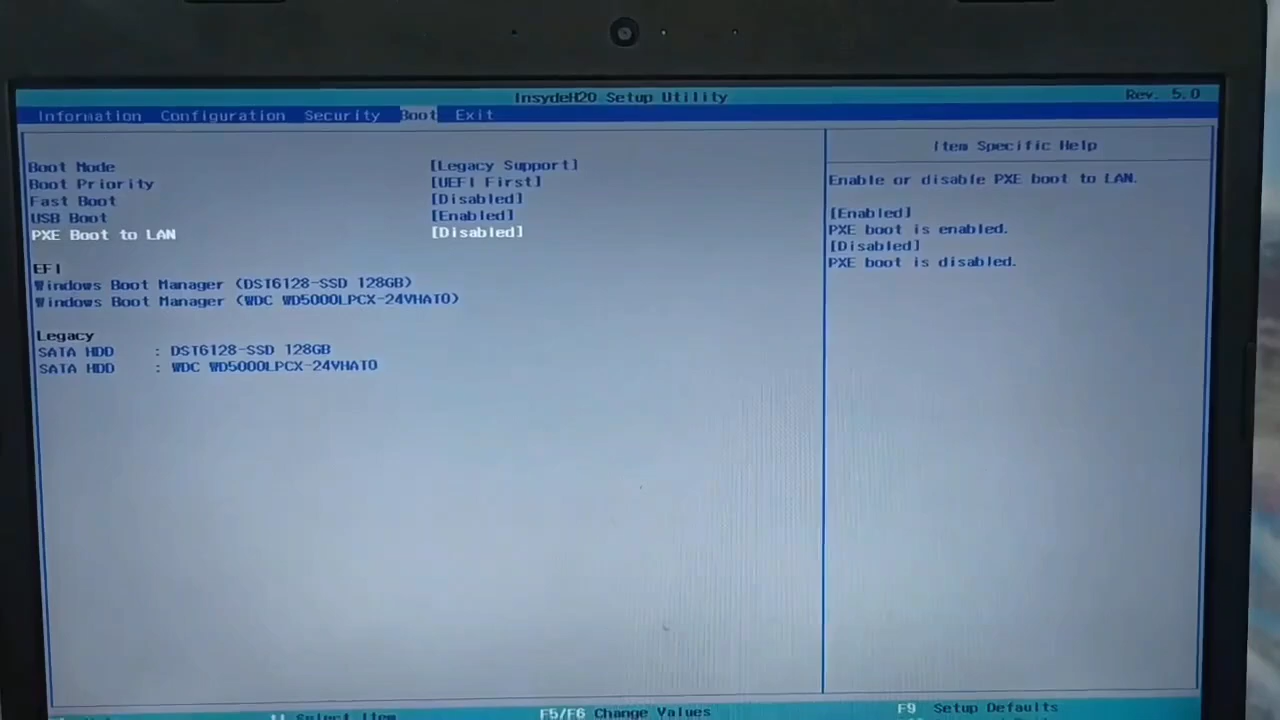 InsydeH20 Setup Utility
Rev. 5.0
Information Configuration Security Boot Exit
Item Specific Help
Boot Mode [Legacy Support]
Boot Priority [UEFI First]
Fast Boot [Disabled]
USB Boot [Enabled]
PXE Boot to LAN [Disabled]
EFI
Windows Boot Manager (DST6128-SSD 128GB)
Windows Boot Manager (WDC WD5000LPCX-24VHAT0)
Legacy
SATA HDD : DST6128-SSD 128GB
SATA HDD : WDC WD5000LPCX-24VHAT0
Enable or disable PXE boot to LAN.
[Enabled]
PXE boot is enabled.
[Disabled]
PXE boot is disabled.
Select Item F5/F6 Change Values F9 Setup Defaults